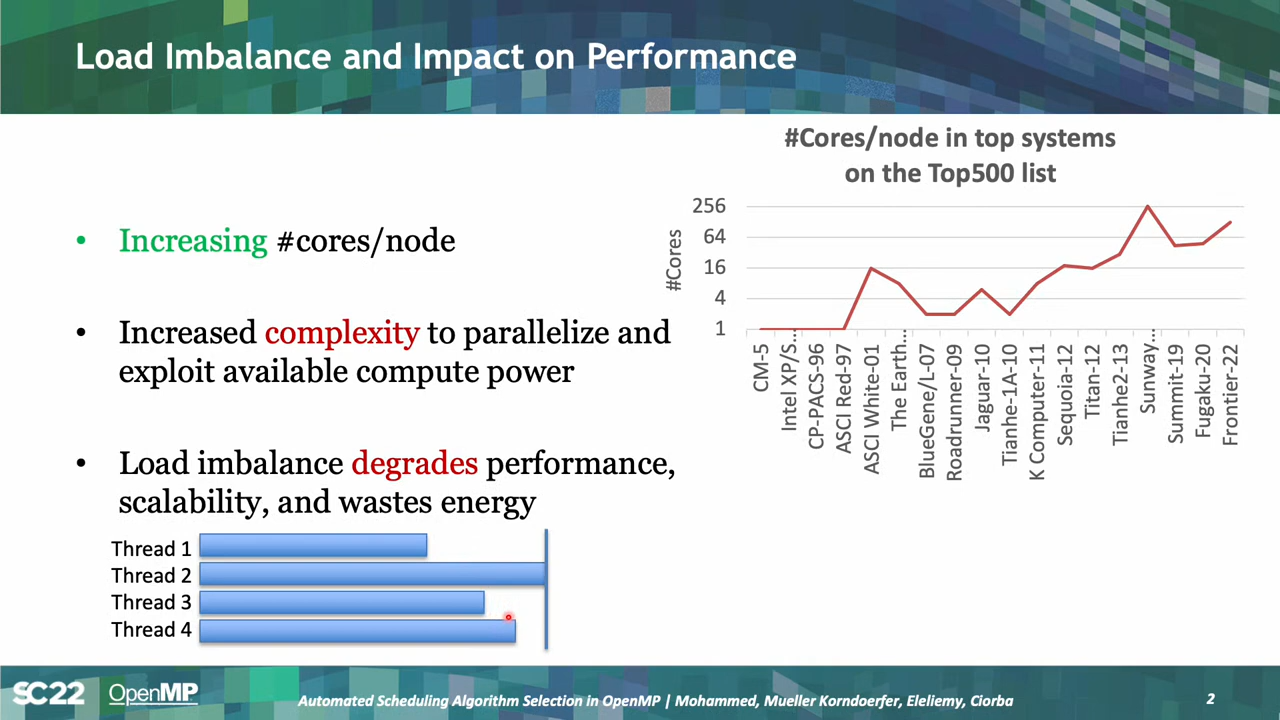 Load Imbalance and Impact on Performance
• Increasing #cores/node
• Increased complexity to parallelize and
exploit available compute power
• Load imbalance degrades performance,
scalability, and wastes energy
Thread 1
Thread 2
Thread 3
Thread 4
#Cores/node in top systems
on the Top500 list
#Cores
256
64
16
4
1
CM-5
Intel XP/S…
CP-PACS-96
ASCI Red-97
ASCI White-01
The Earth…
BlueGene/L-07
Roadrunner-09
Jaguar-10
Tianhe-1A-10
K Computer-11
Sequoia-12
Titan-12
Tianhe2-13
Sunway…
Summit-19
Fugaku-20
Frontier-22
SC22 OpenMP
Automated Scheduling Algorithm Selection in OpenMP | Mohammed, Mueller Korndoerfer, Eleliemy, Ciorba
2